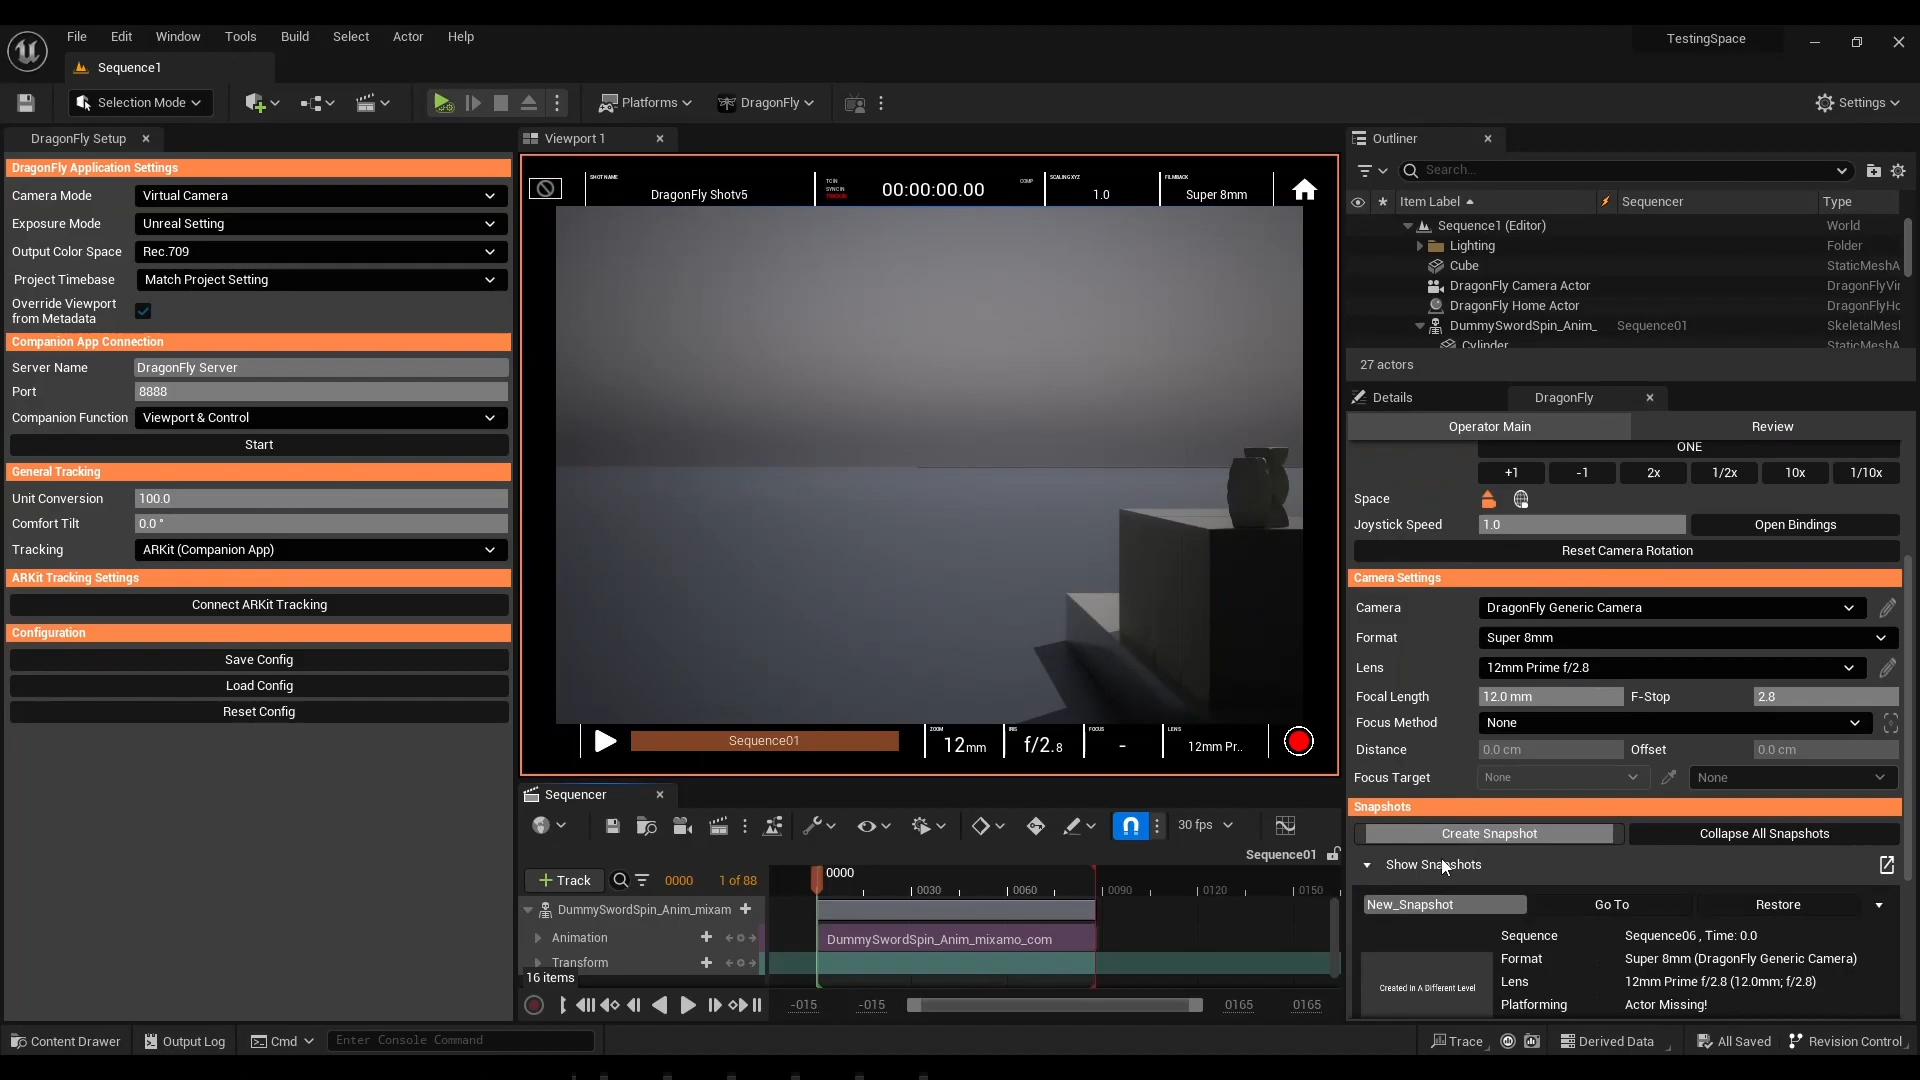 File Edit Window Tools Build Select Actor Help
TestingSpace
Sequence1
Selection Mode
Platforms
DragonFly
Settings
DragonFly Setup
DragonFly Application Settings
Camera Mode Virtual Camera
Exposure Mode Unreal Setting
Output Color Space Rec.709
Project Timebase Match Project Setting
Override Viewport
from Metadata
Companion App Connection
Server Name DragonFly Server
Port 8888
Companion Function Viewport & Control
Start
General Tracking
Unit Conversion 100.0
Comfort Tilt 0.0 °
Tracking ARKit (Companion App)
ARKit Tracking Settings
Connect ARKit Tracking
Configuration
Save Config
Load Config
Reset Config
Viewport 1
SHOT NAME
DragonFly Shotv5
TC IN
SYNC IN
00:00:00.00
COMP
SCALING XYZ
1.0
FILMBACK
Super 8mm
Sequence01
ZOOM
12mm
IRIS
f/2.8
FOCUS
-
LENS
12mm Pr..
Sequencer
30 fps
Sequence01
Track
0000 1 of 88
0000
0030 0060 0090 0120 0150
DummySwordSpin_Anim_mixam
Animation
DummySwordSpin_Anim_mixamo_com
Transform
16 items
-015 -015 0165 0165
Outliner
Search...
Item Label Sequencer Type
Sequence1 (Editor) World
Lighting Folder
Cube StaticMeshA
DragonFly Camera Actor DragonFlyVir
DragonFly Home Actor DragonFlyHo
DummySwordSpin_Anim_ Sequence01 SkeletalMesl
Cylinder StaticMeshA
27 actors
Details
DragonFly
Operator Main Review
ONE
+1 -1 2x 1/2x 10x 1/10x
Space
Joystick Speed 1.0 Open Bindings
Reset Camera Rotation
Camera Settings
Camera DragonFly Generic Camera
Format Super 8mm
Lens 12mm Prime f/2.8
Focal Length 12.0 mm F-Stop 2.8
Focus Method None
Distance 0.0 cm Offset 0.0 cm
Focus Target None None
Snapshots
Create Snapshot Collapse All Snapshots
Show Snapshots
New_Snapshot Go To Restore
Sequence Sequence06 , Time: 0.0
Format Super 8mm (DragonFly Generic Camera)
Created In A Different Level
Lens 12mm Prime f/2.8 (12.0mm; f/2.8)
Platforming Actor Missing!
Content Drawer Output Log Cmd Enter Console Command
Trace Derived Data All Saved Revision Control